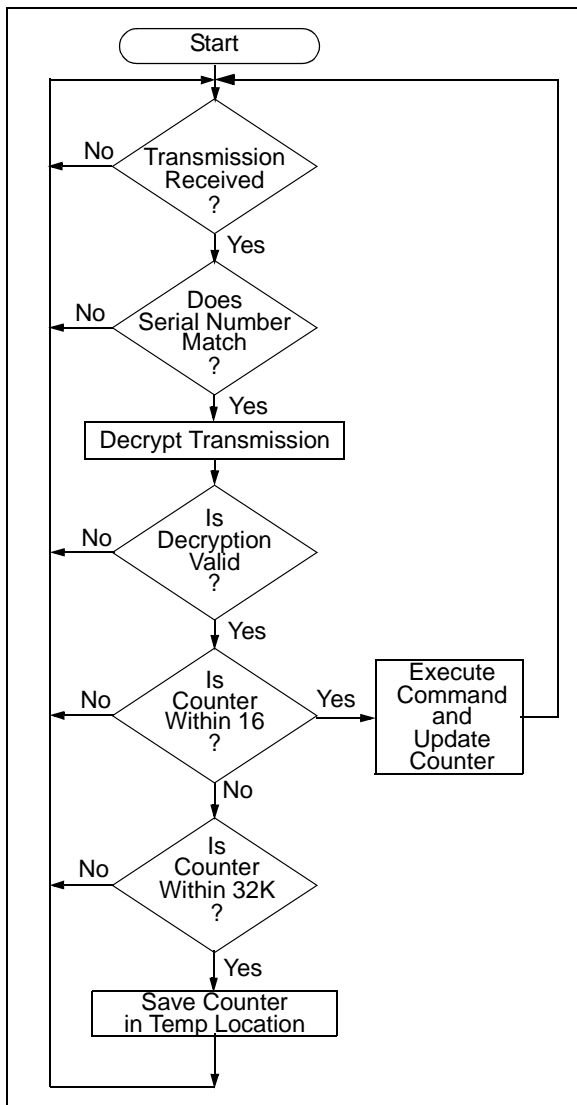 Start
No
Transmission
Received
?
Yes
No
Does
Serial Number
Match
?
Yes
Decrypt Transmission
No
Is
Decryption
Valid
?
Yes
No
Is
Counter
Within 16
?
Yes
Execute
Command
and
Update
Counter
No
No
Is
Counter
Within 32K
?
Yes
Save Counter
in Temp Location